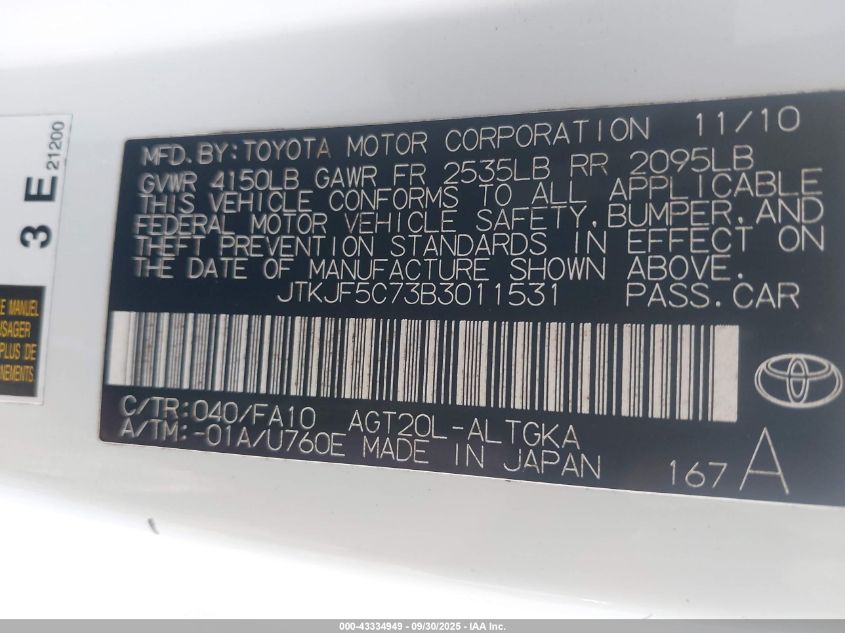 MFD. BY: TOYOTA MOTOR CORPORATION 11/10
GVWR 4150LB GAWR FR 2535LB RR 2095LB
THIS VEHICLE CONFORMS TO ALL APPLICABLE
FEDERAL MOTOR VEHICLE SAFETY, BUMPER, AND
THEFT PREVENTION STANDARDS IN EFFECT ON
THE DATE OF MANUFACTURE SHOWN ABOVE.
JTKJF5C73B3011531 PASS. CAR
C/TR: 040/FA10 AGT20L-ALTGKA
A/TM: -01A/U760E MADE IN JAPAN
167 A
3 E
21200
E MANUEL
USAGER
PLUS DE
NEMENTS
000-43334949 - 09/30/2025 - IAA Inc.